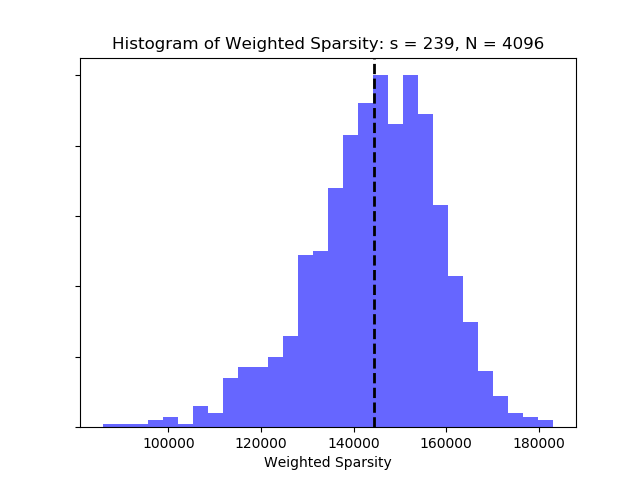 Histogram of Weighted Sparsity: s = 239, N = 4096
100000 120000 140000 160000 180000
Weighted Sparsity